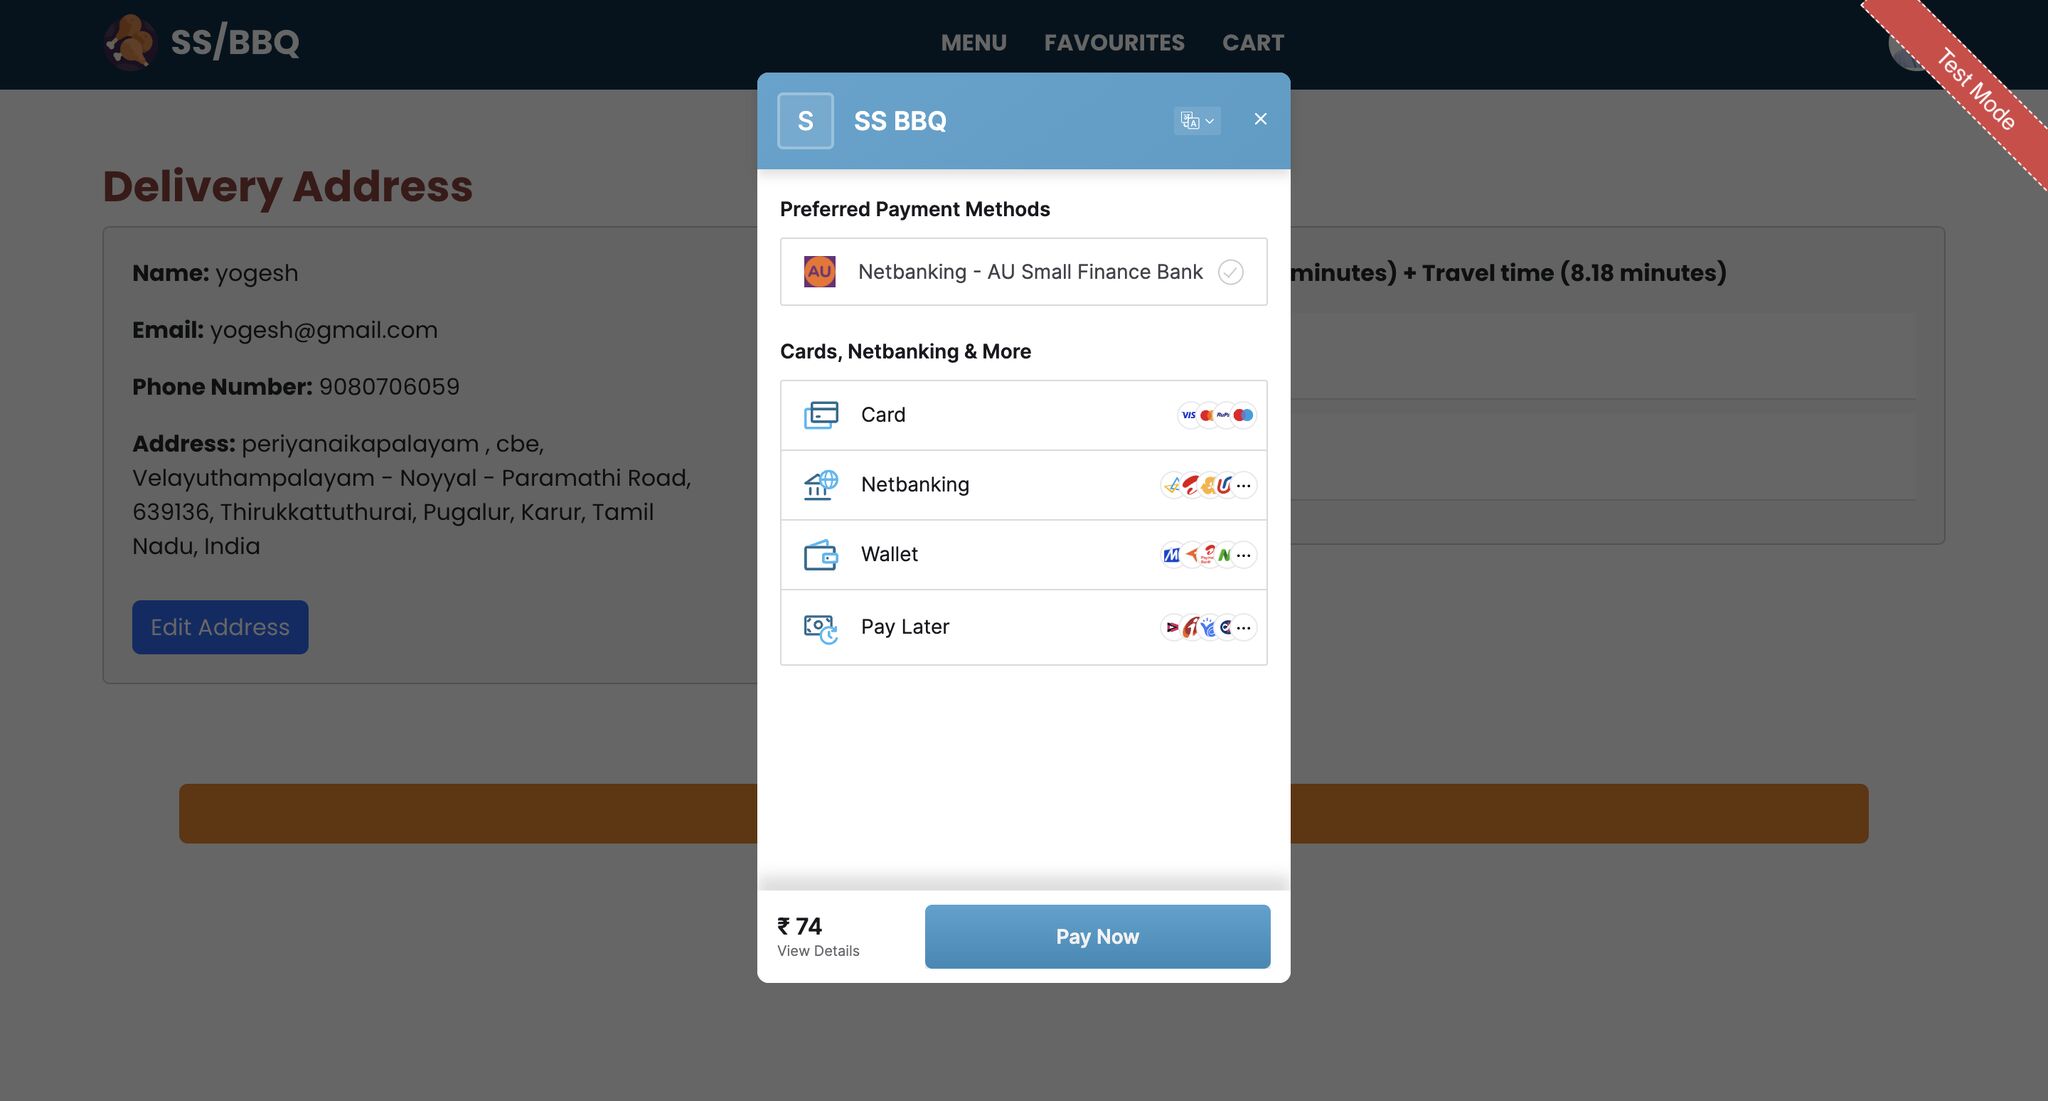 SS/BBQ
MENU FAVOURITES CART
Test Mode
S SS BBQ
Delivery Address
Name: yogesh
Email: yogesh@gmail.com
Phone Number: 9080706059
Address: periyanaikapalayam , cbe,
Velayuthampalayam - Noyyal - Paramathi Road,
639136, Thirukkattuthurai, Pugalur, Karur, Tamil
Nadu, India
Edit Address
minutes) + Travel time (8.18 minutes)
Preferred Payment Methods
AU Netbanking - AU Small Finance Bank
Cards, Netbanking & More
Card VIS RuPa
Netbanking
Wallet
Pay Later
₹ 74
View Details
Pay Now